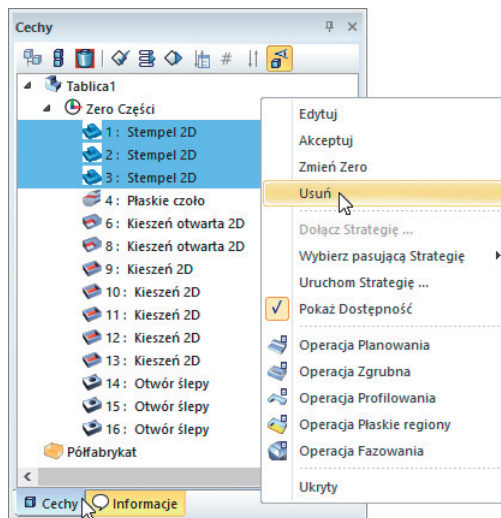 Cechy
#
Tablica1
Zero Części
1 : Stempel 2D
2 : Stempel 2D
3 : Stempel 2D
4 : Płaskie czoło
6 : Kieszeń otwarta 2D
8 : Kieszeń otwarta 2D
9 : Kieszeń 2D
10 : Kieszeń 2D
11 : Kieszeń 2D
12 : Kieszeń 2D
13 : Kieszeń 2D
14 : Otwór ślepy
15 : Otwór ślepy
16 : Otwór ślepy
Półfabrykat
Cechy
Informacje
Edytuj
Akceptuj
Zmień Zero
Usuń
Dołącz Strategię ...
Wybierz pasującą Strategię
Uruchom Strategię ...
Pokaż Dostępność
Operacja Planowania
Operacja Zgrubna
Operacja Profilowania
Operacja Płaskie regiony
Operacja Fazowania
Ukryty